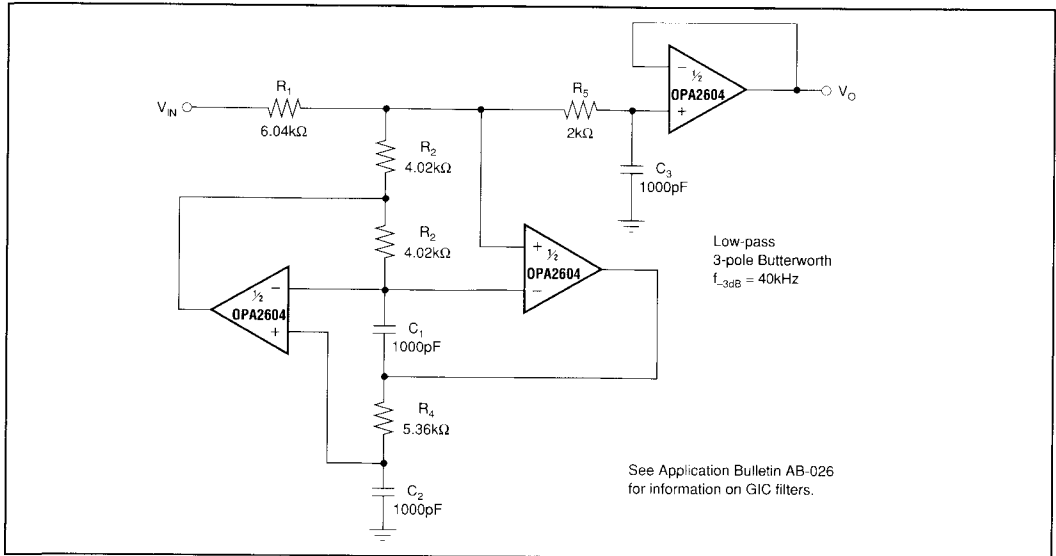 R₁
6.04kΩ
V_IN
R₂
4.02kΩ
R₂
4.02kΩ
−
½
OPA2604
+
C₁
1000pF
R₄
5.36kΩ
C₂
1000pF
+
½
OPA2604
−
R₅
2kΩ
C₃
1000pF
−
½
OPA2604
+
V_O
Low-pass
3-pole Butterworth
f₋₃dB = 40kHz
See Application Bulletin AB-026
for information on GIC filters.